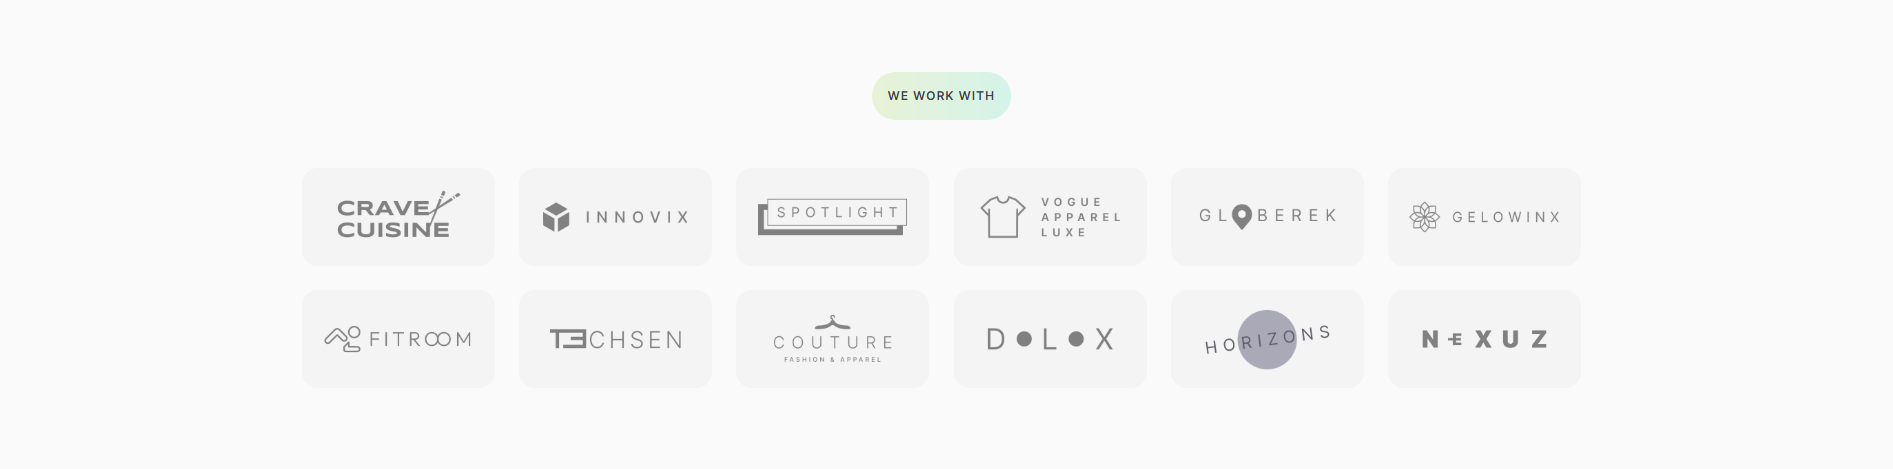 WE WORK WITH
CRAVE
CUISINE
INNOVIX
SPOTLIGHT
VOGUE
APPAREL
LUXE
GLOBEREK
GELOWINX
FITROOM
TECHSEN
COUTURE
FASHION & APPAREL
DOLOX
HORIZONS
NEXUZ